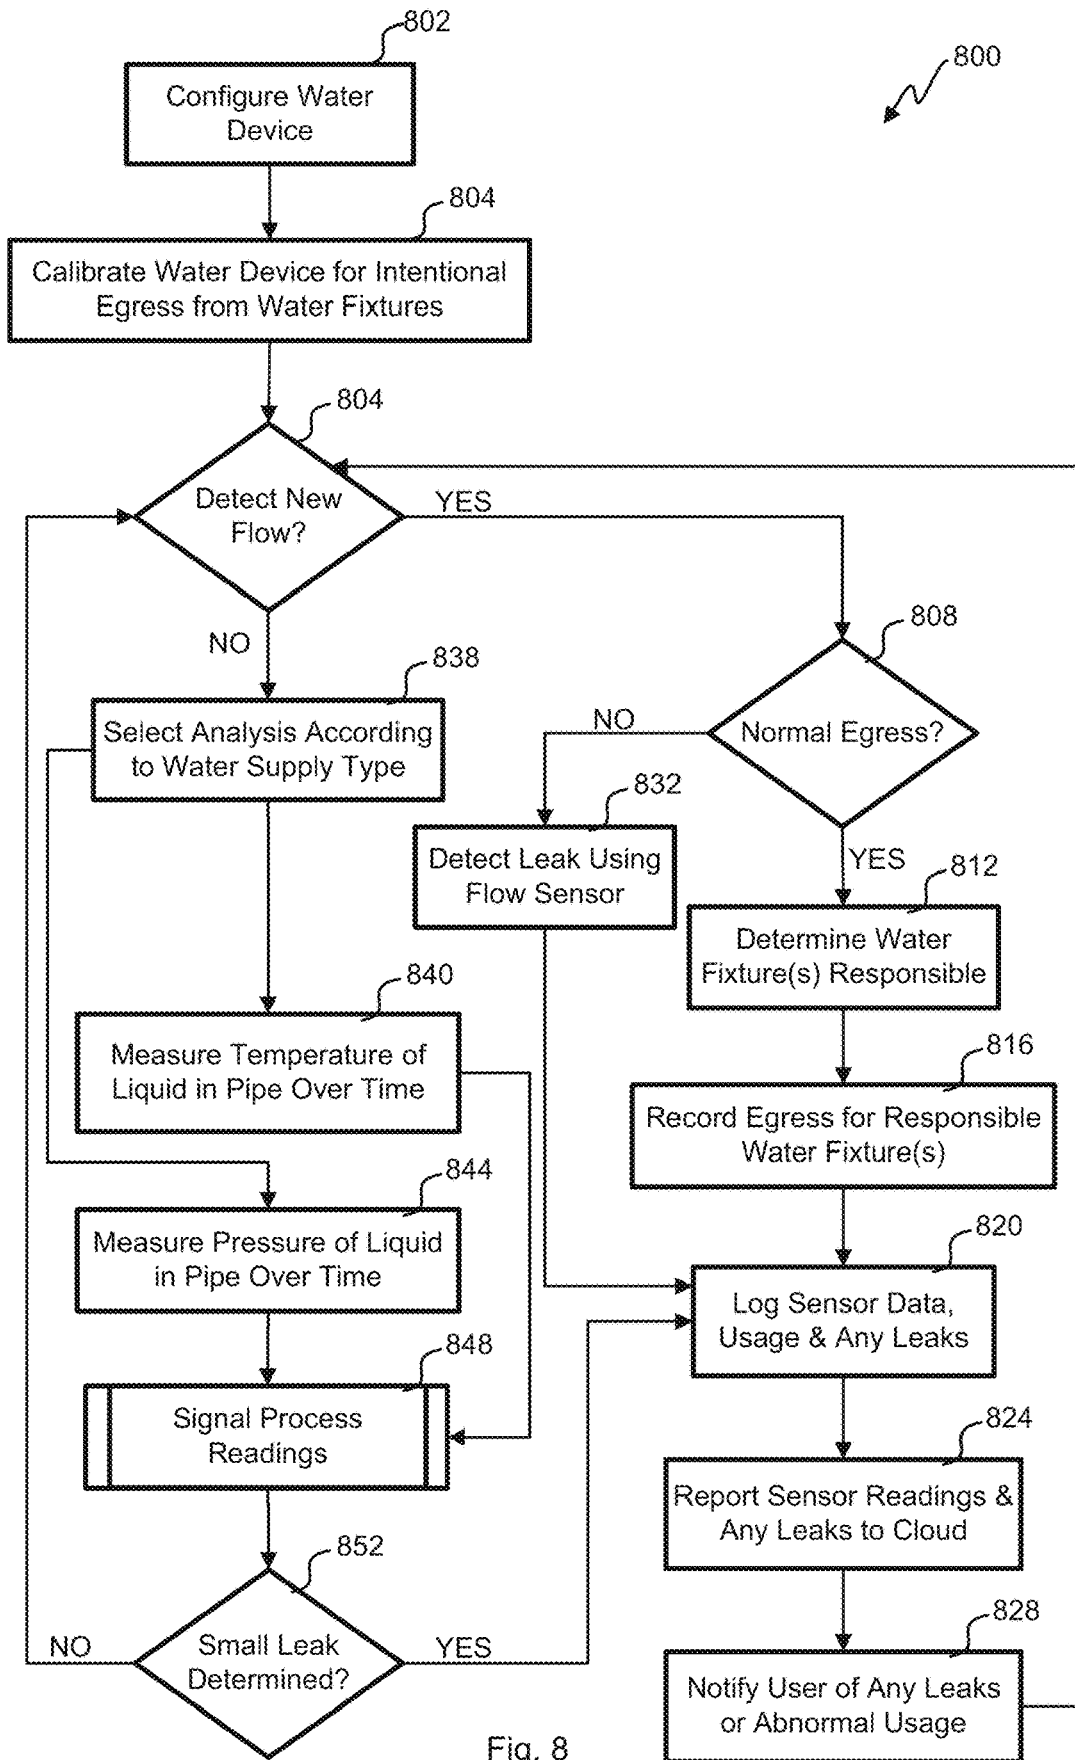 802
800
Configure Water
Device
804
Calibrate Water Device for Intentional
Egress from Water Fixtures
804
Detect New
Flow?
YES
NO
808
Normal Egress?
NO
YES
838
Select Analysis According
to Water Supply Type
832
Detect Leak Using
Flow Sensor
812
Determine Water
Fixture(s) Responsible
840
Measure Temperature of
Liquid in Pipe Over Time
816
Record Egress for Responsible
Water Fixture(s)
844
Measure Pressure of Liquid
in Pipe Over Time
820
Log Sensor Data,
Usage & Any Leaks
848
Signal Process
Readings
824
Report Sensor Readings &
Any Leaks to Cloud
852
Small Leak
Determined?
NO
YES
828
Notify User of Any Leaks
or Abnormal Usage
Fig. 8